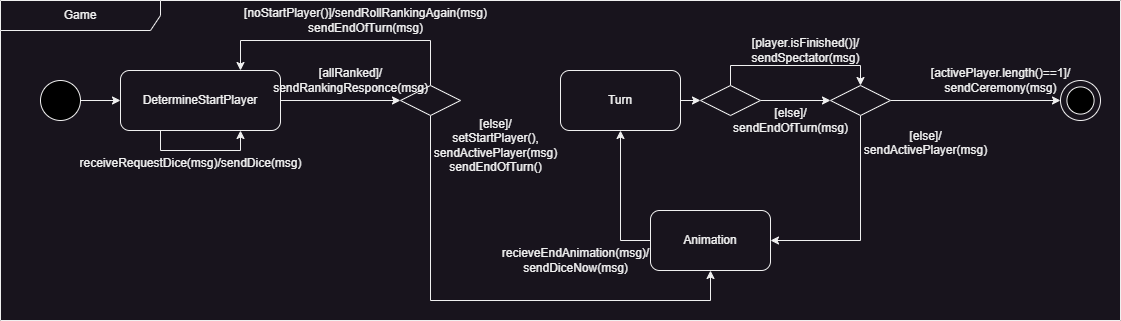 Game
[noStartPlayer()]/sendRollRankingAgain(msg)
sendEndOfTurn(msg)
[allRanked]/
sendRankingResponce(msg)
DetermineStartPlayer
receiveRequestDice(msg)/sendDice(msg)
[else]/
setStartPlayer(),
sendActivePlayer(msg)
sendEndOfTurn()
Turn
[player.isFinished()]/
sendSpectator(msg)
[else]/
sendEndOfTurn(msg)
[activePlayer.length()==1]/
sendCeremony(msg)
[else]/
sendActivePlayer(msg)
Animation
recieveEndAnimation(msg)/
sendDiceNow(msg)